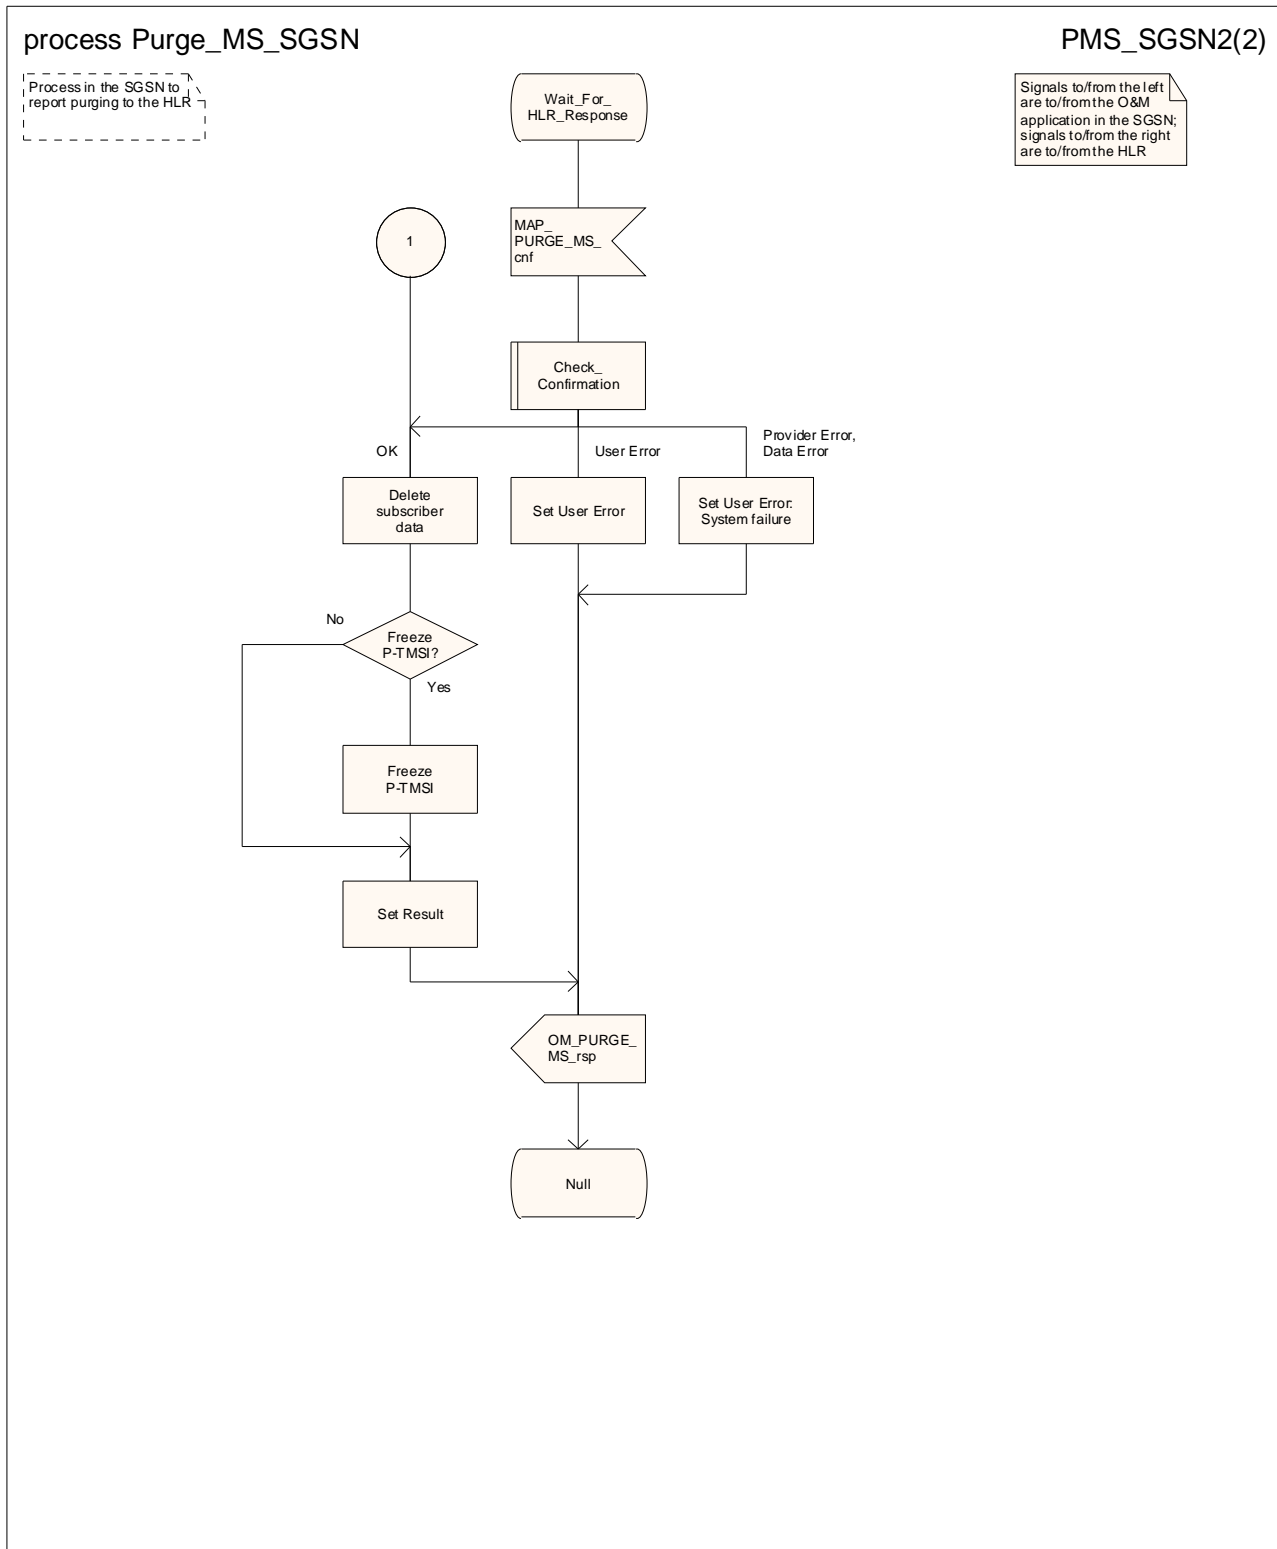 process Purge_MS_SGSN
PMS_SGSN2(2)
Process in the SGSN to
report purging to the HLR
Wait_For_
HLR_Response
Signals to/from the left
are to/from the O&M
application in the SGSN;
signals to/from the right
are to/from the HLR
1
MAP_
PURGE_MS_
cnf
Check_
Confirmation
OK
User Error
Provider Error,
Data Error
Delete
subscriber
data
Set User Error
Set User Error:
System failure
No
Freeze
P-TMSI?
Yes
Freeze
P-TMSI
Set Result
OM_PURGE_
MS_rsp
Null